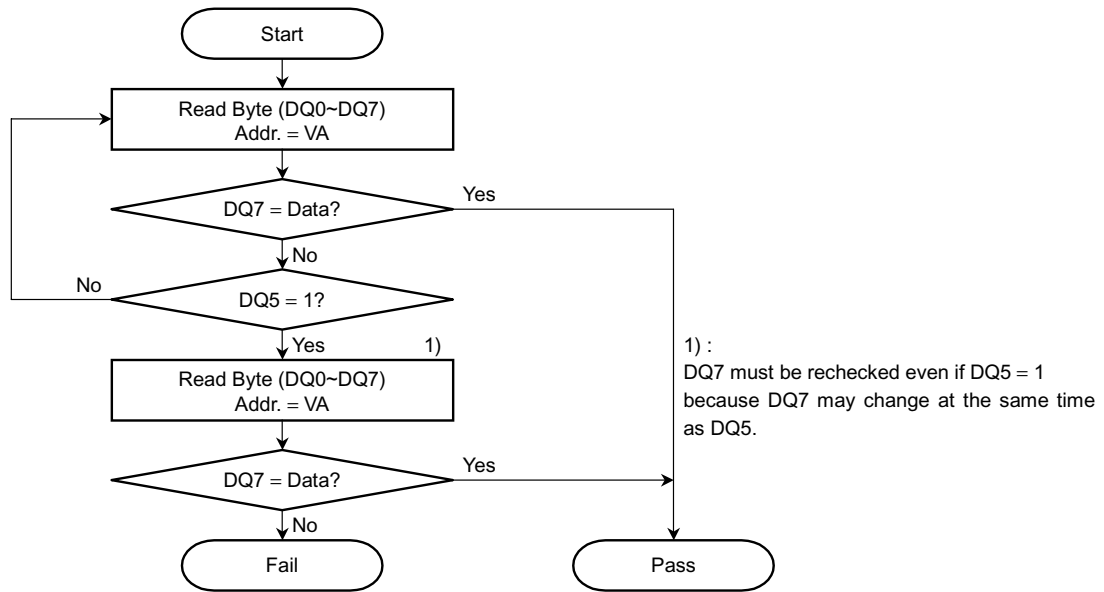 Start
Read Byte (DQ0~DQ7)
Addr. = VA
DQ7 = Data?
Yes
No
No
DQ5 = 1?
Yes
1)
Read Byte (DQ0~DQ7)
Addr. = VA
1) :
DQ7 must be rechecked even if DQ5 = 1
because DQ7 may change at the same time
as DQ5.
DQ7 = Data?
Yes
No
Fail
Pass